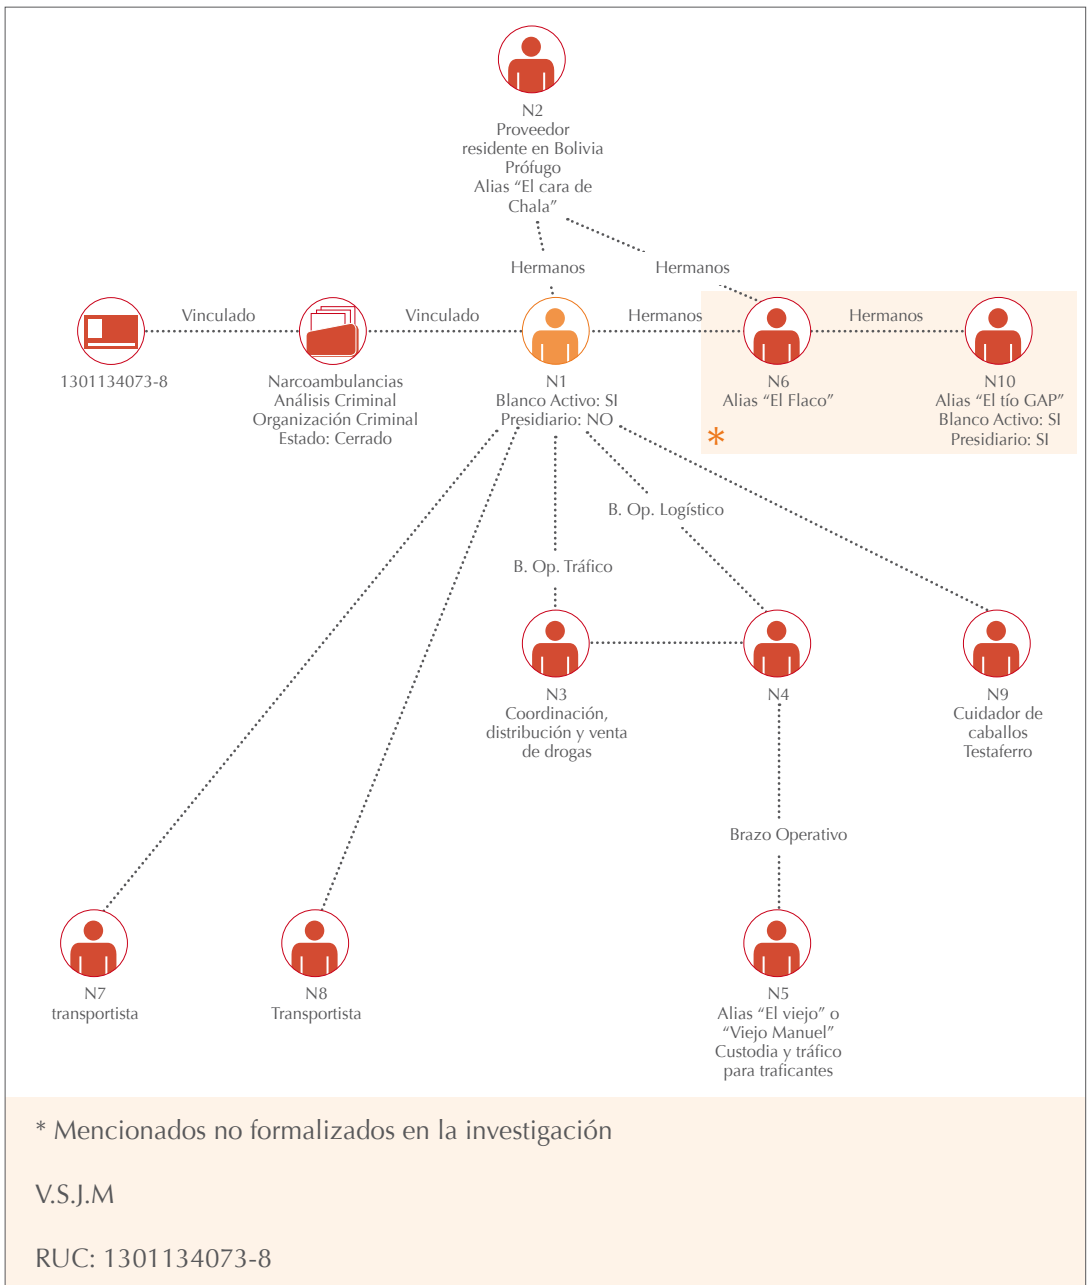 N2
Proveedor
residente en Bolivia
Prófugo
Alias “El cara de
Chala”
Hermanos
Hermanos
Vinculado
Vinculado
Hermanos
Hermanos
1301134073-8
Narcoambulancias
Análisis Criminal
Organización Criminal
Estado: Cerrado
N1
Blanco Activo: SI
Presidiario: NO
N6
Alias “El Flaco”
N10
Alias “El tío GAP”
Blanco Activo: SI
Presidiario: SI
*
B. Op. Logístico
B. Op. Tráfico
N3
Coordinación,
distribución y venta
de drogas
N4
N9
Cuidador de
caballos
Testaferro
Brazo Operativo
N7
transportista
N8
Transportista
N5
Alias “El viejo” o
“Viejo Manuel”
Custodia y tráfico
para traficantes
* Mencionados no formalizados en la investigación
V.S.J.M
RUC: 1301134073-8